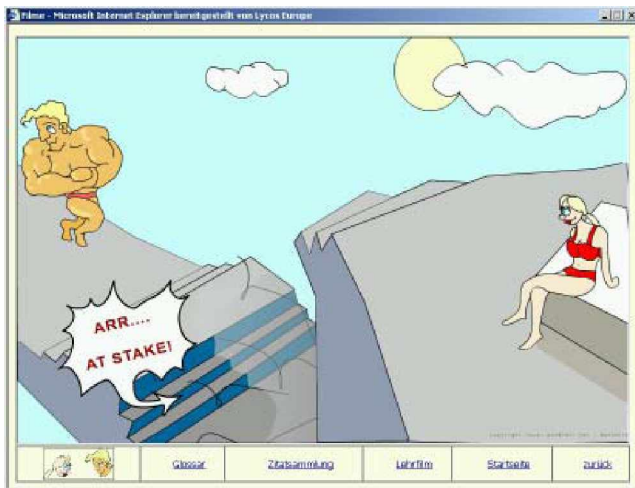 Filme - Microsoft Internet Explorer bereitgestellt von Lycos Europe
ARR....
AT STAKE!
Glossar
Zitatsammlung
Lehrfilm
Startseite
zurück